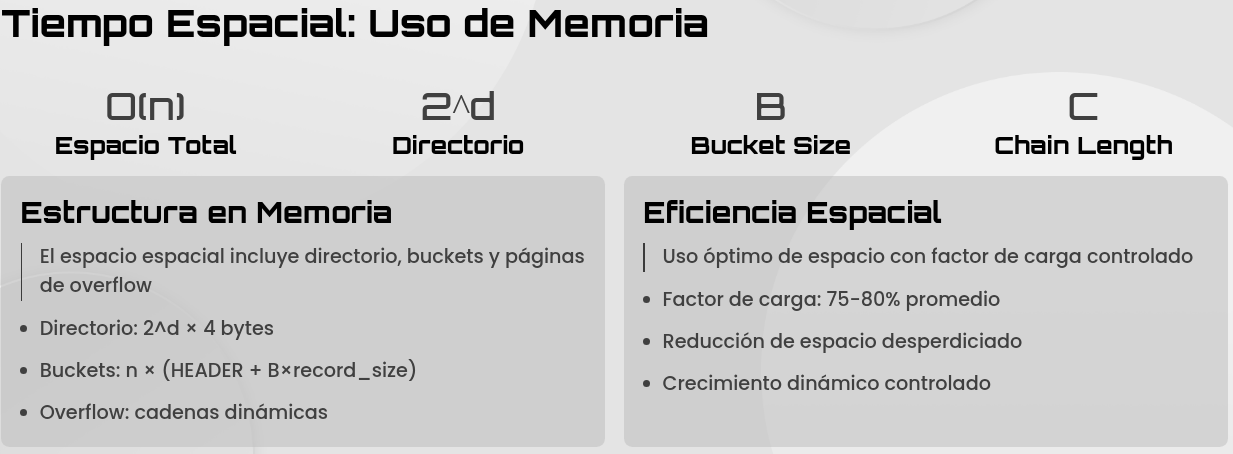 Tiempo Espacial: Uso de Memoria
O(n)
Espacio Total
2^d
Directorio
B
Bucket Size
C
Chain Length
Estructura en Memoria
El espacio espacial incluye directorio, buckets y páginas
de overflow
• Directorio: 2^d × 4 bytes
• Buckets: n × (HEADER + B×record_size)
• Overflow: cadenas dinámicas
Eficiencia Espacial
Uso óptimo de espacio con factor de carga controlado
• Factor de carga: 75-80% promedio
• Reducción de espacio desperdiciado
• Crecimiento dinámico controlado